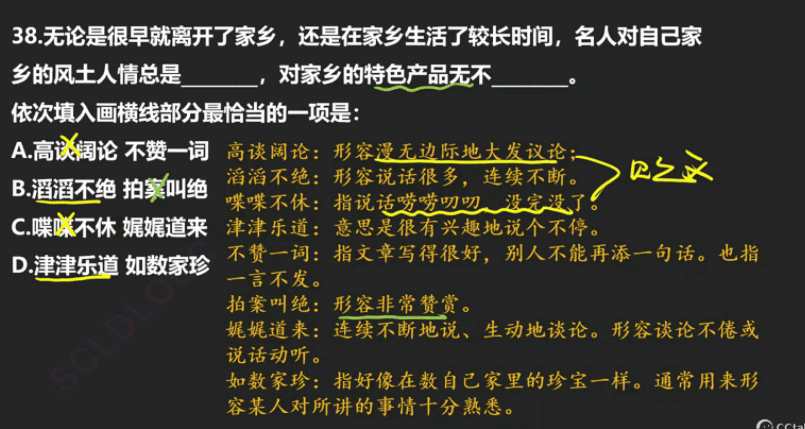 38.无论是很早就离开了家乡，还是在家乡生活了较长时间，名人对自己家
乡的风土人情总是________，对家乡的特色产品无不________。
依次填入画横线部分最恰当的一项是：
A.高谈阔论 不赞一词
B.滔滔不绝 拍案叫绝
C.喋喋不休 娓娓道来
D.津津乐道 如数家珍
高谈阔论：形容漫无边际地大发议论；
滔滔不绝：形容说话很多，连续不断。
喋喋不休：指说话唠唠叨叨，没完没了。
津津乐道：意思是很有兴趣地说个不停。
不赞一词：指文章写得很好，别人不能再添一句话。也指
一言不发。
拍案叫绝：形容非常赞赏。
娓娓道来：连续不断地说、生动地谈论。形容谈论不倦或
说话动听。
如数家珍：指好像在数自己家里的珍宝一样。通常用来形
容某人对所讲的事情十分熟悉。
贬义
SCLDLOGS